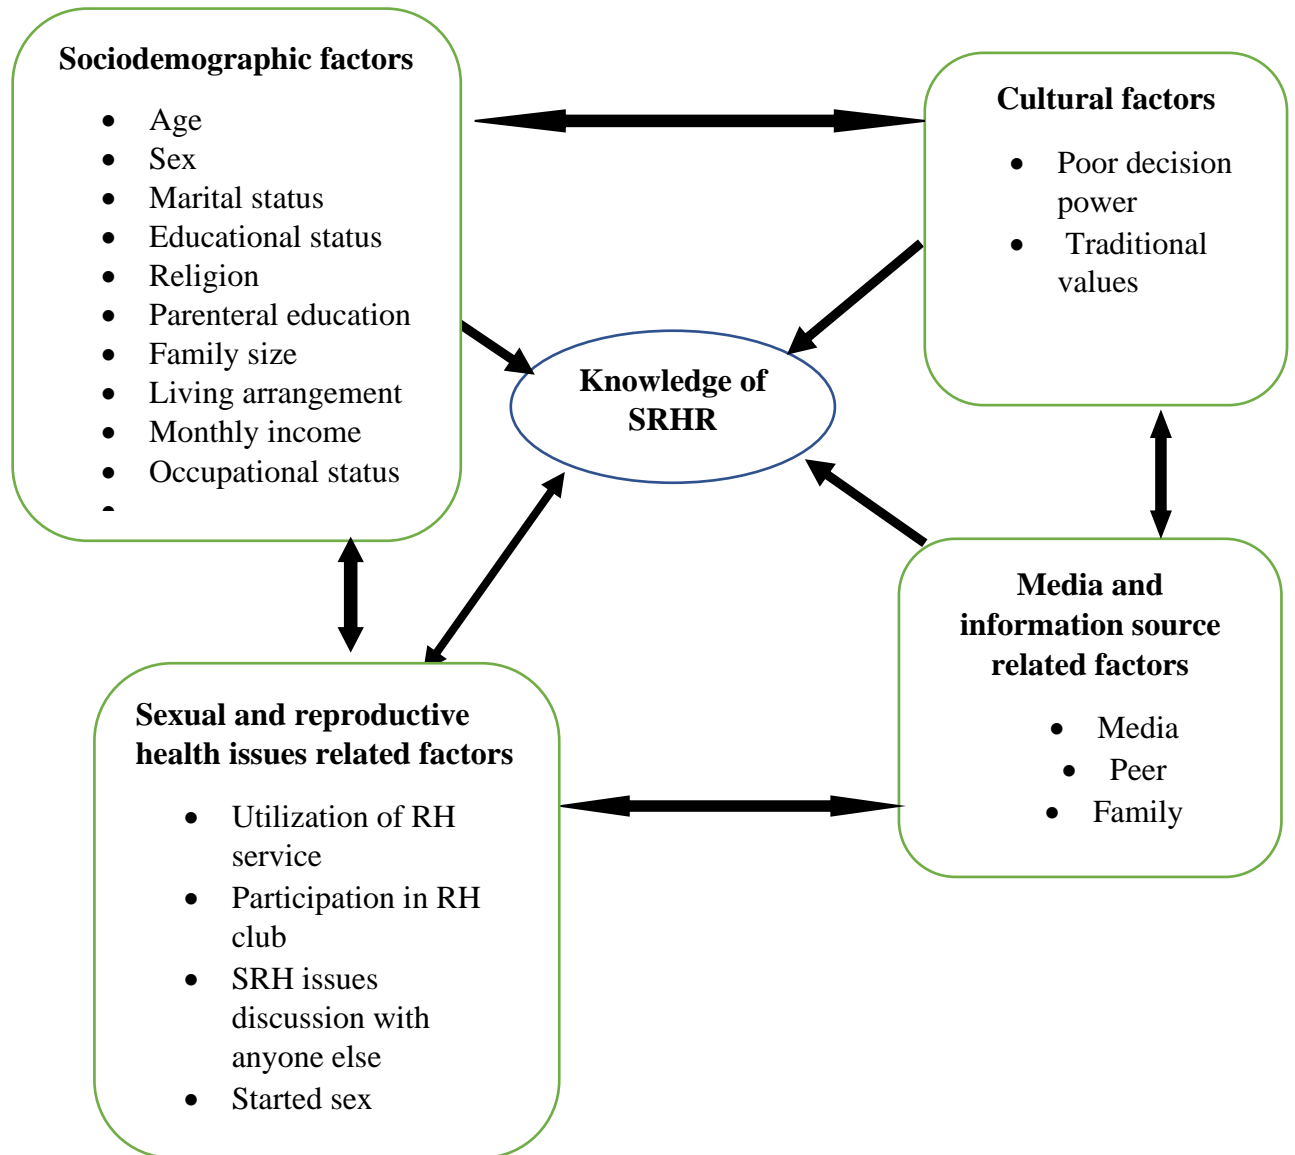 Sociodemographic factors
• Age
• Sex
• Marital status
• Educational status
• Religion
• Parenteral education
• Family size
• Living arrangement
• Monthly income
• Occupational status
•
Cultural factors
• Poor decision
power
• Traditional
values
Knowledge of
SRHR
Media and
information source
related factors
• Media
• Peer
• Family
Sexual and reproductive
health issues related factors
• Utilization of RH
service
• Participation in RH
club
• SRH issues
discussion with
anyone else
• Started sex